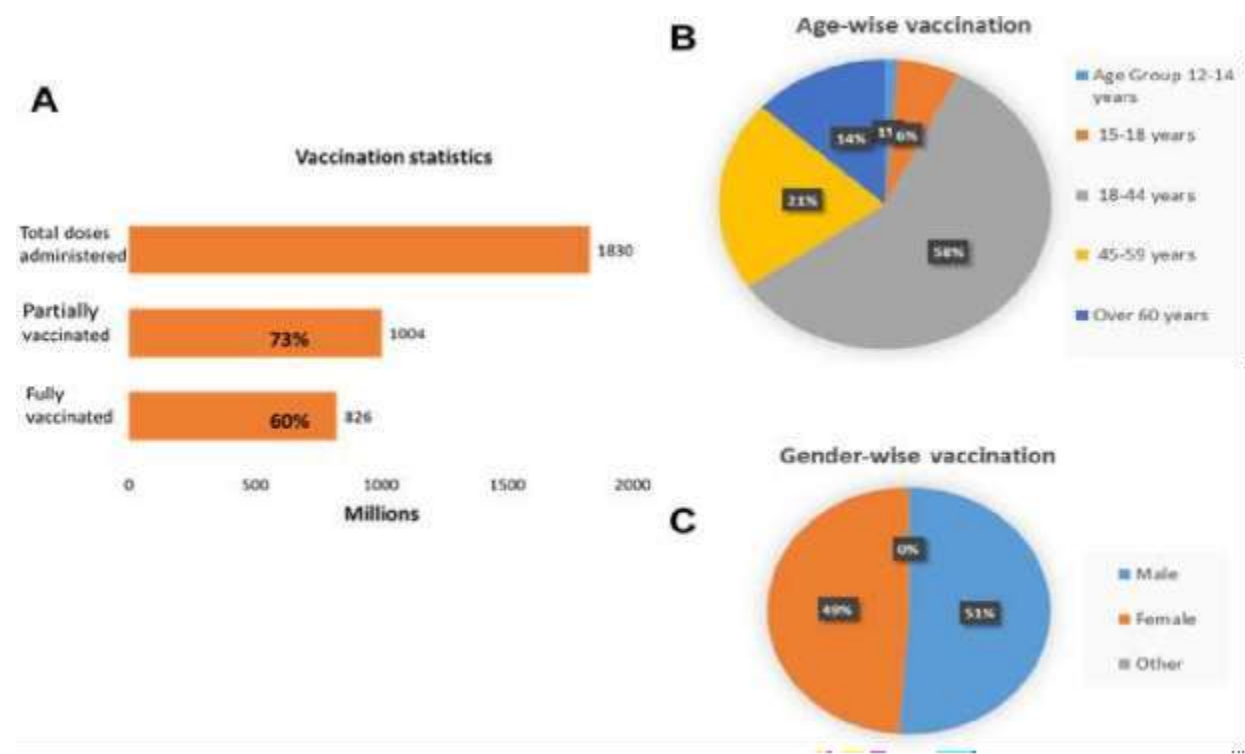 A
Vaccination statistics
Total doses
administered
1830
Partially
vaccinated
73%
1004
Fully
vaccinated
60%
826
0 500 1000 1500 2000
Millions
B
Age-wise vaccination
14%
6%
21%
58%
Age Group 12-14
years
15-18 years
18-44 years
45-59 years
Over 60 years
C
Gender-wise vaccination
0%
49%
51%
Male
Female
Other